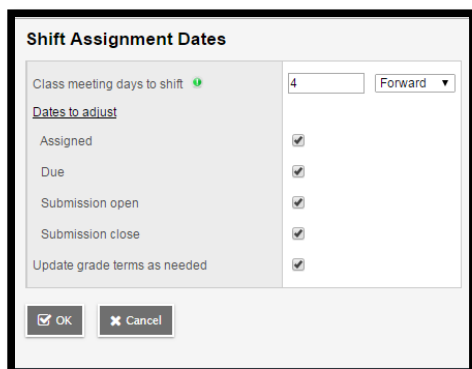 Shift Assignment Dates
Class meeting days to shift 4 Forward
Dates to adjust
Assigned
Due
Submission open
Submission close
Update grade terms as needed
OK Cancel